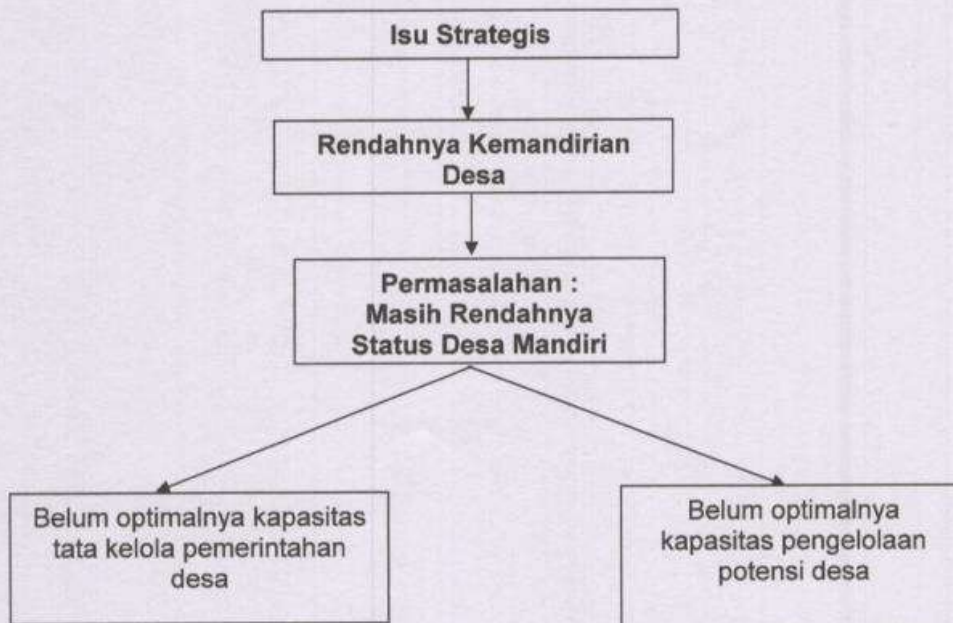 Isu Strategis
Rendahnya Kemandirian
Desa
Permasalahan :
Masih Rendahnya
Status Desa Mandiri
Belum optimalnya kapasitas
tata kelola pemerintahan
desa
Belum optimalnya
kapasitas pengelolaan
potensi desa